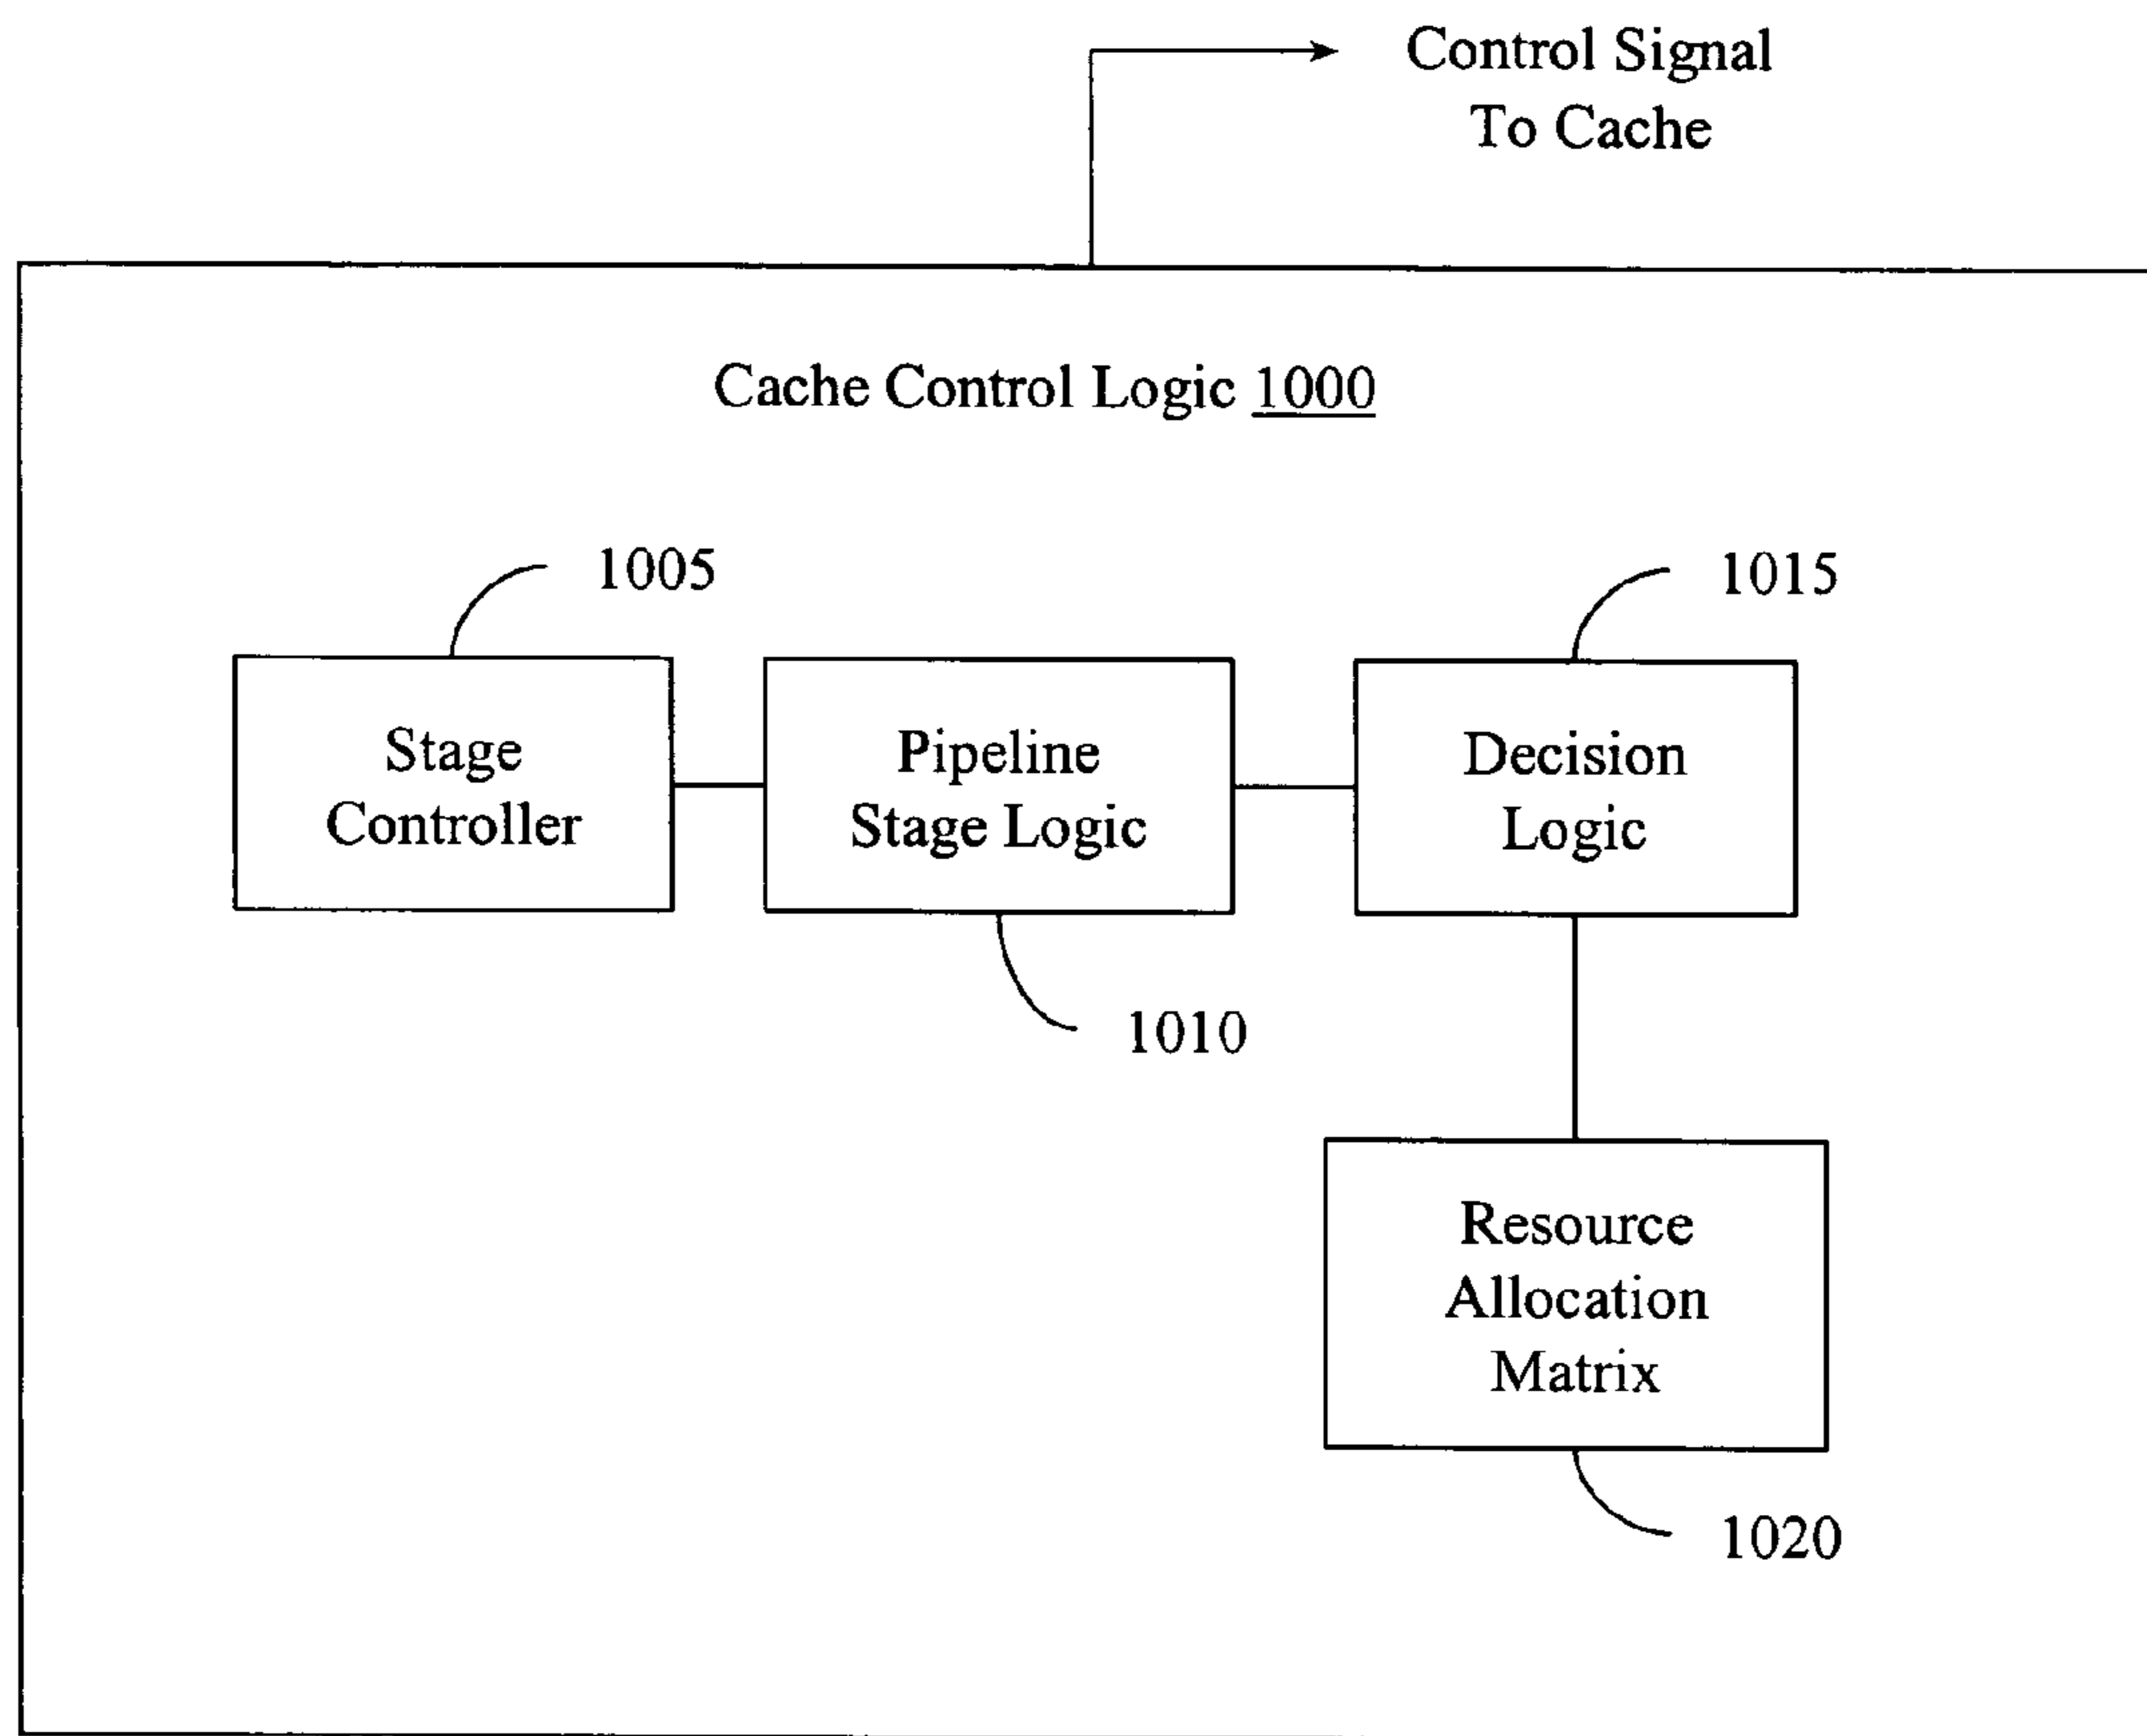 Control Signal
To Cache
Cache Control Logic 1000
1005
1015
Stage
Controller
Pipeline
Stage Logic
Decision
Logic
1010
Resource
Allocation
Matrix
1020